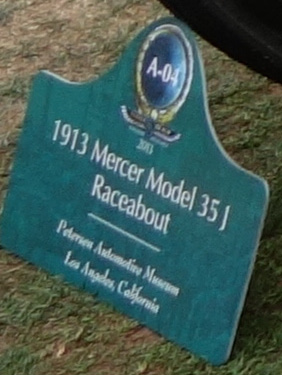 A-04
2013
1913 Mercer Model 35 J
Raceabout
Petersen Automotive Museum
Los Angeles, California